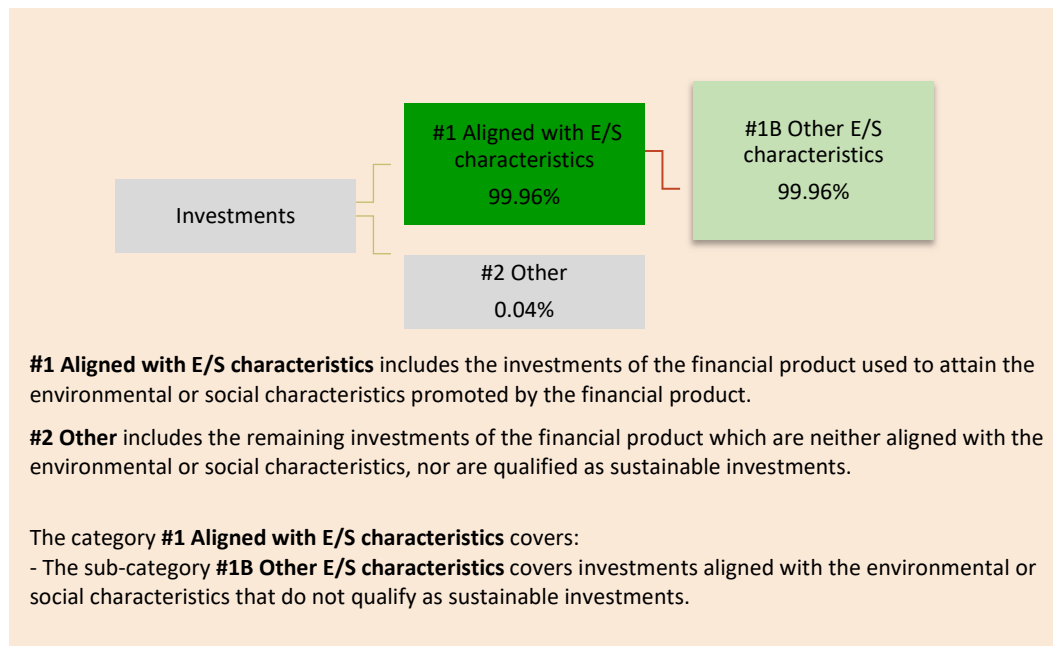 #1 Aligned with E/S
characteristics
99.96%
#1B Other E/S
characteristics
99.96%
Investments
#2 Other
0.04%
#1 Aligned with E/S characteristics includes the investments of the financial product used to attain the
environmental or social characteristics promoted by the financial product.
#2 Other includes the remaining investments of the financial product which are neither aligned with the
environmental or social characteristics, nor are qualified as sustainable investments.
The category #1 Aligned with E/S characteristics covers:
- The sub-category #1B Other E/S characteristics covers investments aligned with the environmental or
social characteristics that do not qualify as sustainable investments.